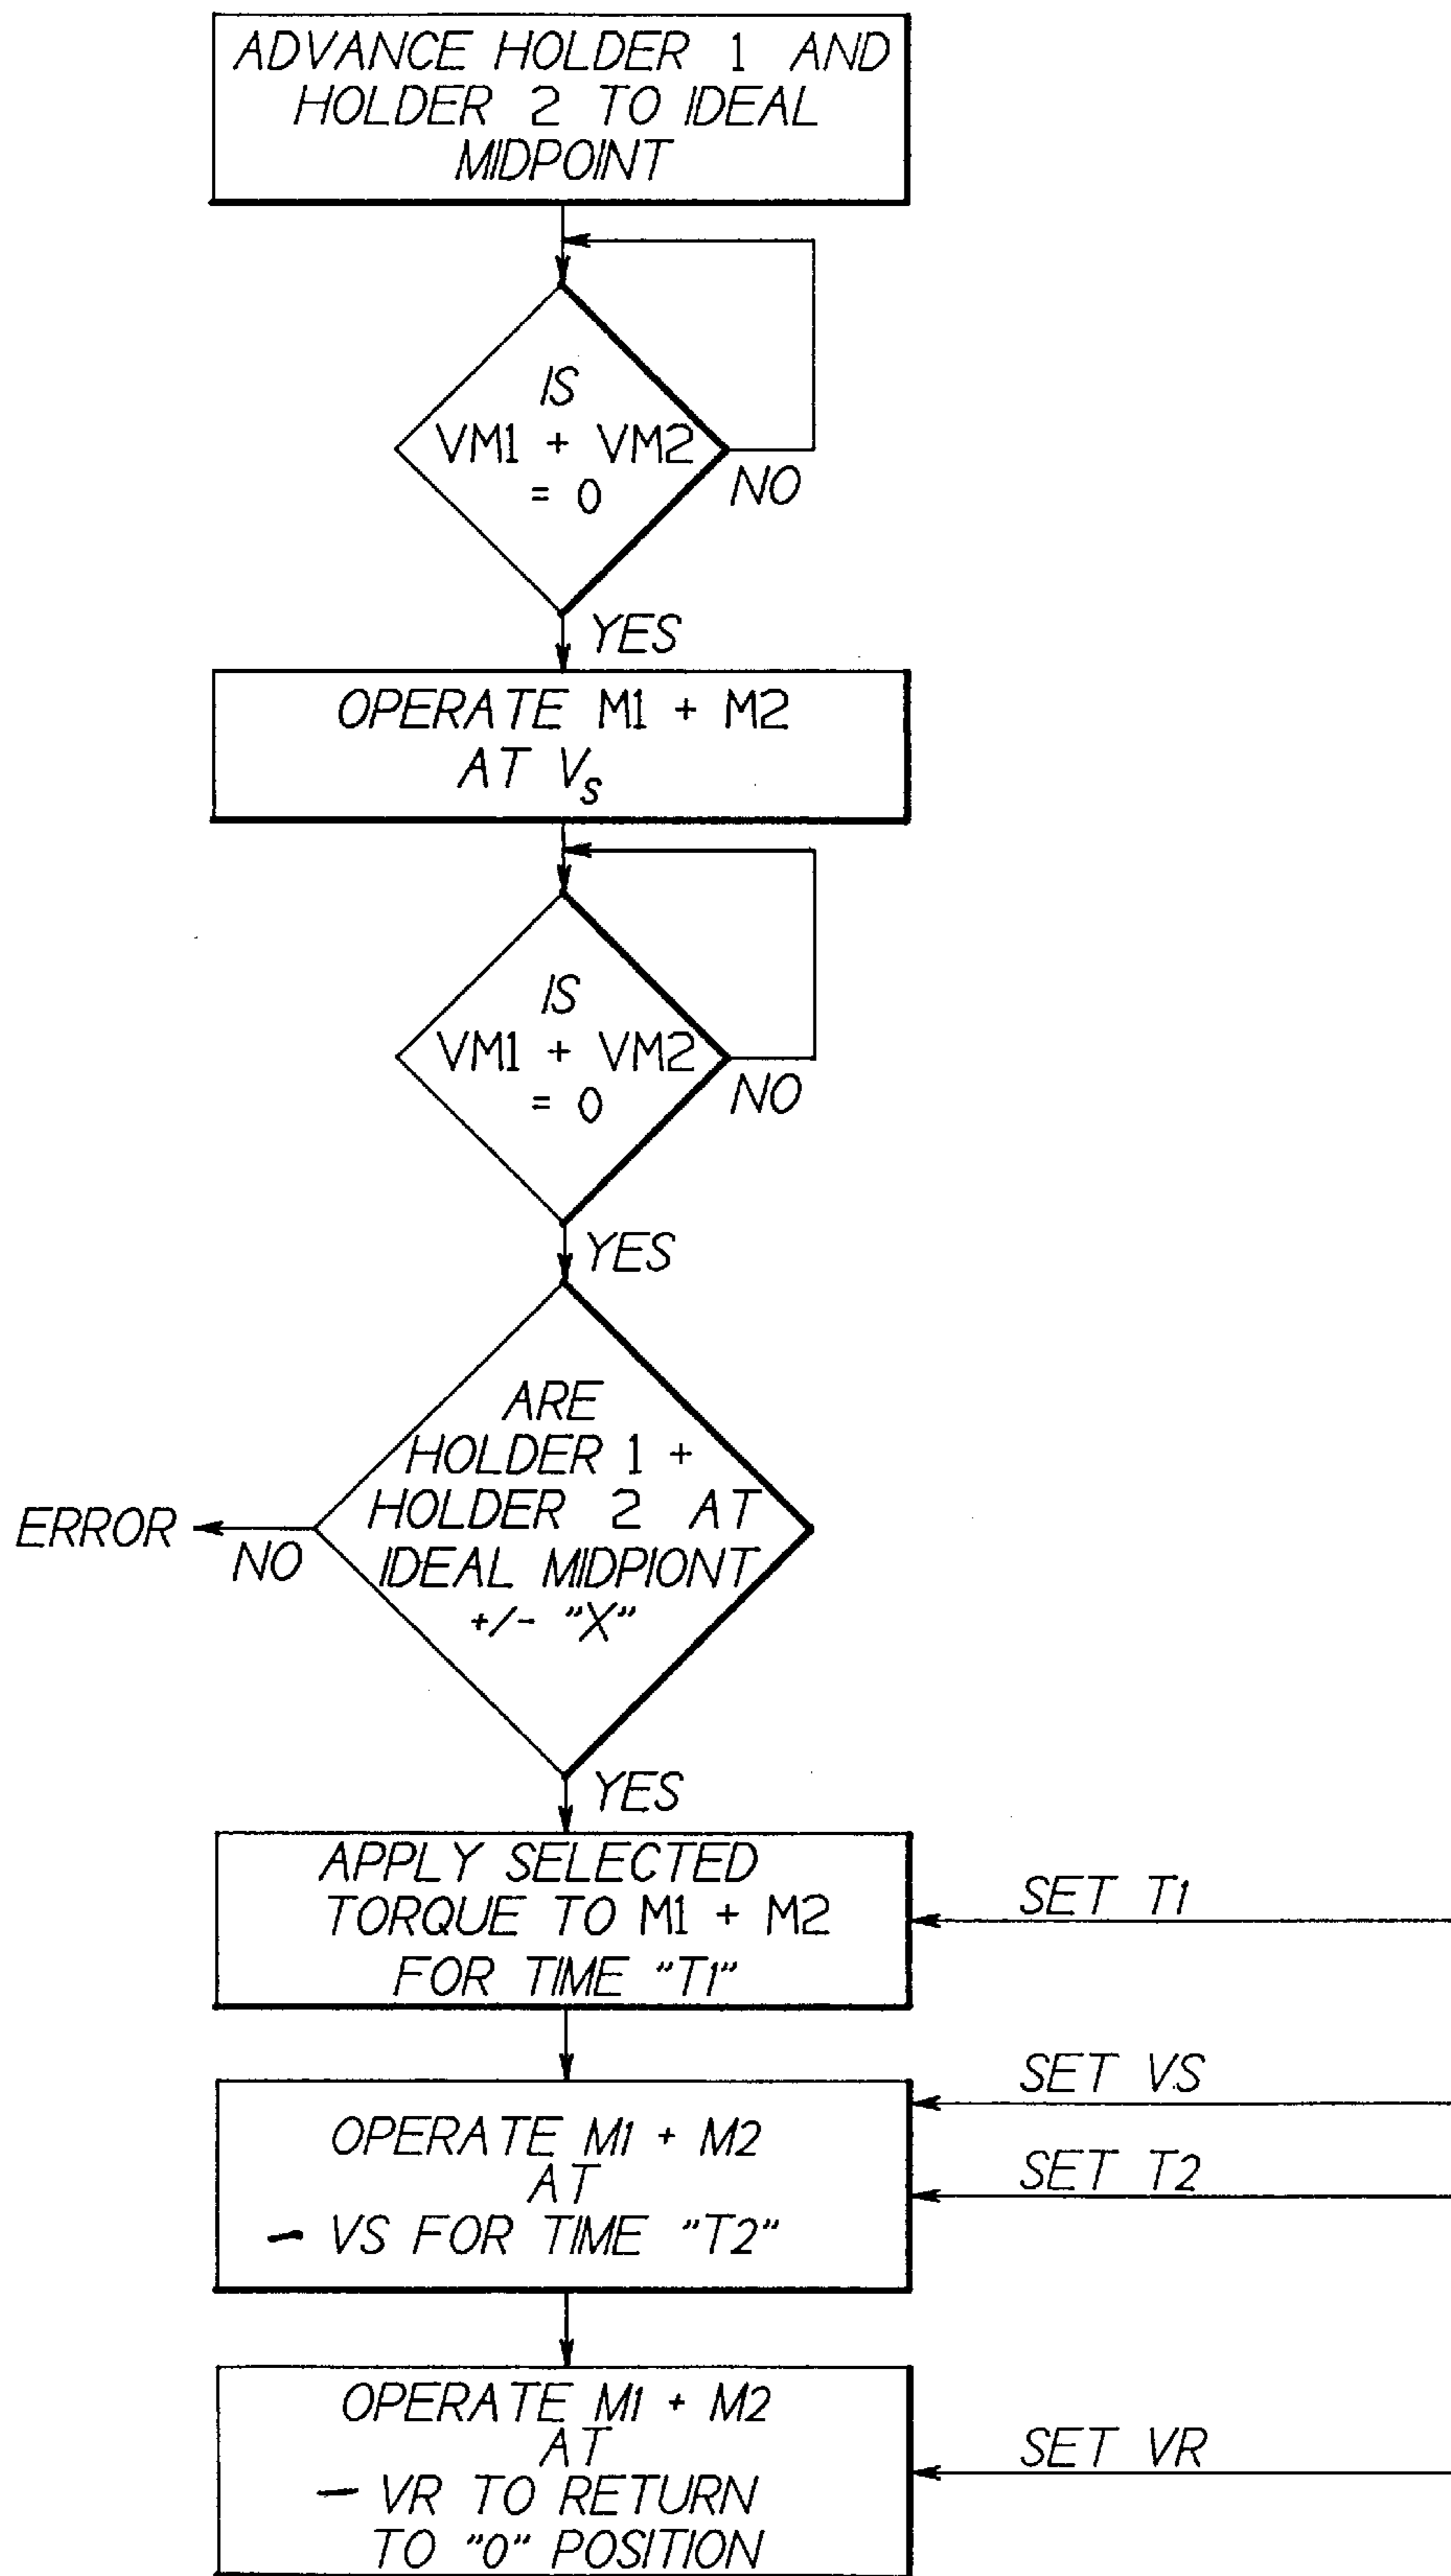 ADVANCE HOLDER 1 AND
HOLDER 2 TO IDEAL
MIDPOINT
IS
VM1 + VM2
= 0
NO
YES
OPERATE M1 + M2
AT Vs
IS
VM1 + VM2
= 0
NO
YES
ARE
HOLDER 1 +
HOLDER 2 AT
IDEAL MIDPIONT
+/- "X"
ERROR
NO
YES
APPLY SELECTED
TORQUE TO M1 + M2
FOR TIME "T1"
SET T1
OPERATE M1 + M2
AT
- VS FOR TIME "T2"
SET VS
SET T2
OPERATE M1 + M2
AT
- VR TO RETURN
TO "0" POSITION
SET VR